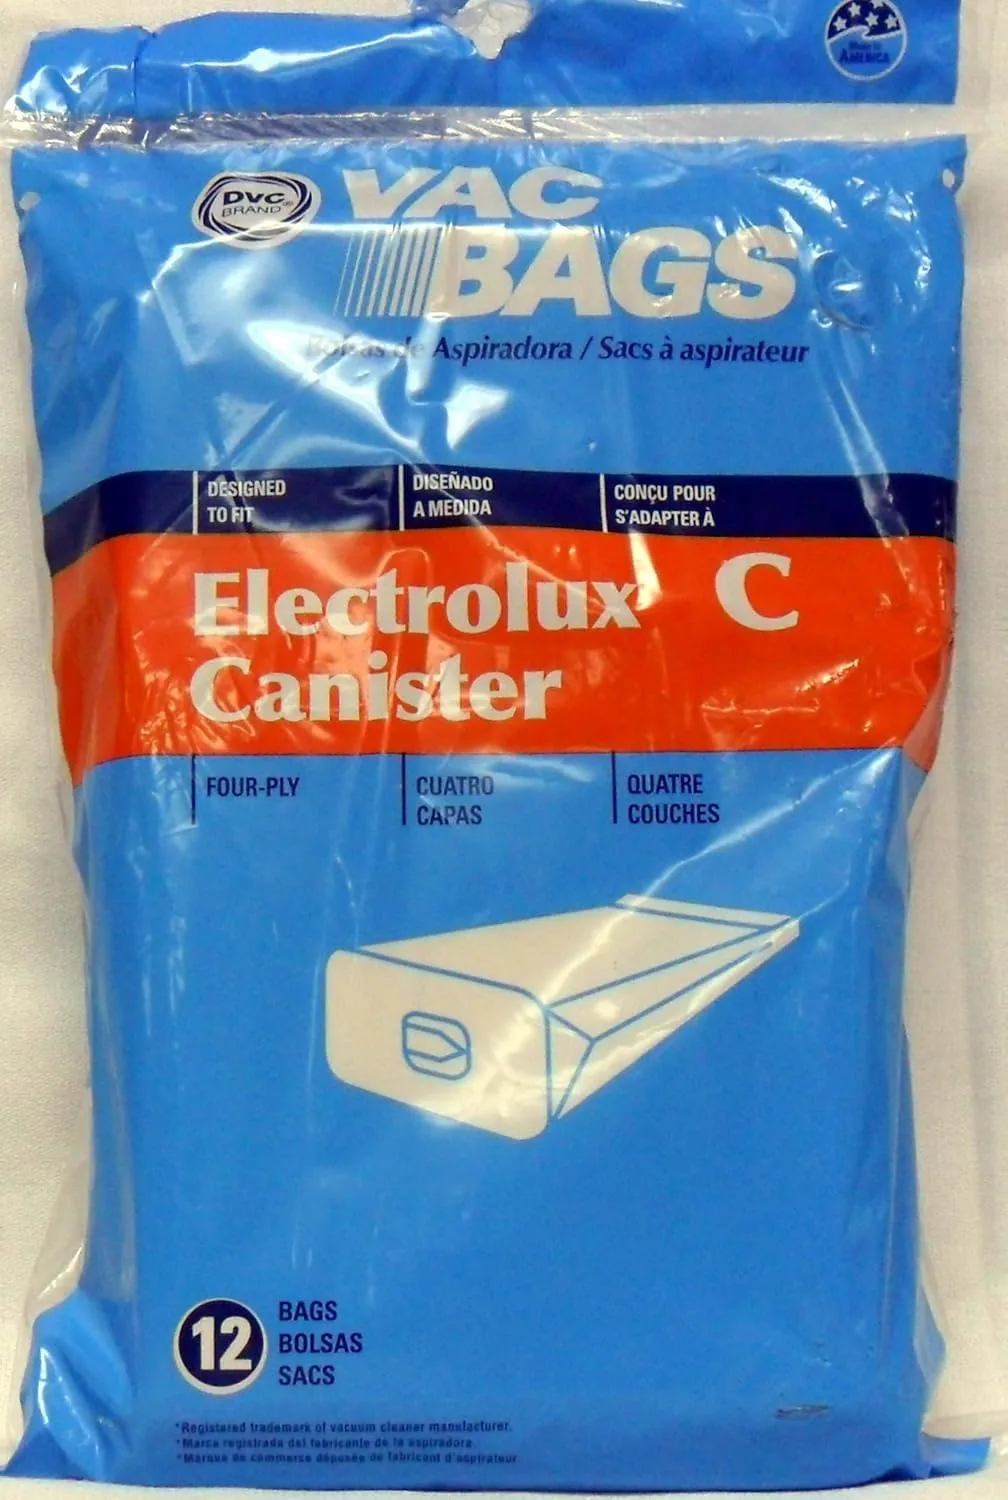 Made in
AMERICA
DVC®
BRAND
VAC
BAGS
Bolsas de Aspiradora / Sacs à aspirateur
DESIGNED
TO FIT
DISEÑADO
A MEDIDA
CONÇU POUR
S'ADAPTER À
Electrolux C
Canister
FOUR-PLY
CUATRO
CAPAS
QUATRE
COUCHES
12
BAGS
BOLSAS
SACS
*Registered trademark of vacuum cleaner manufacturer.
*Marca registrada del fabricante de la aspiradora.
*Marque de commerce déposée de fabricant d'aspirateur.